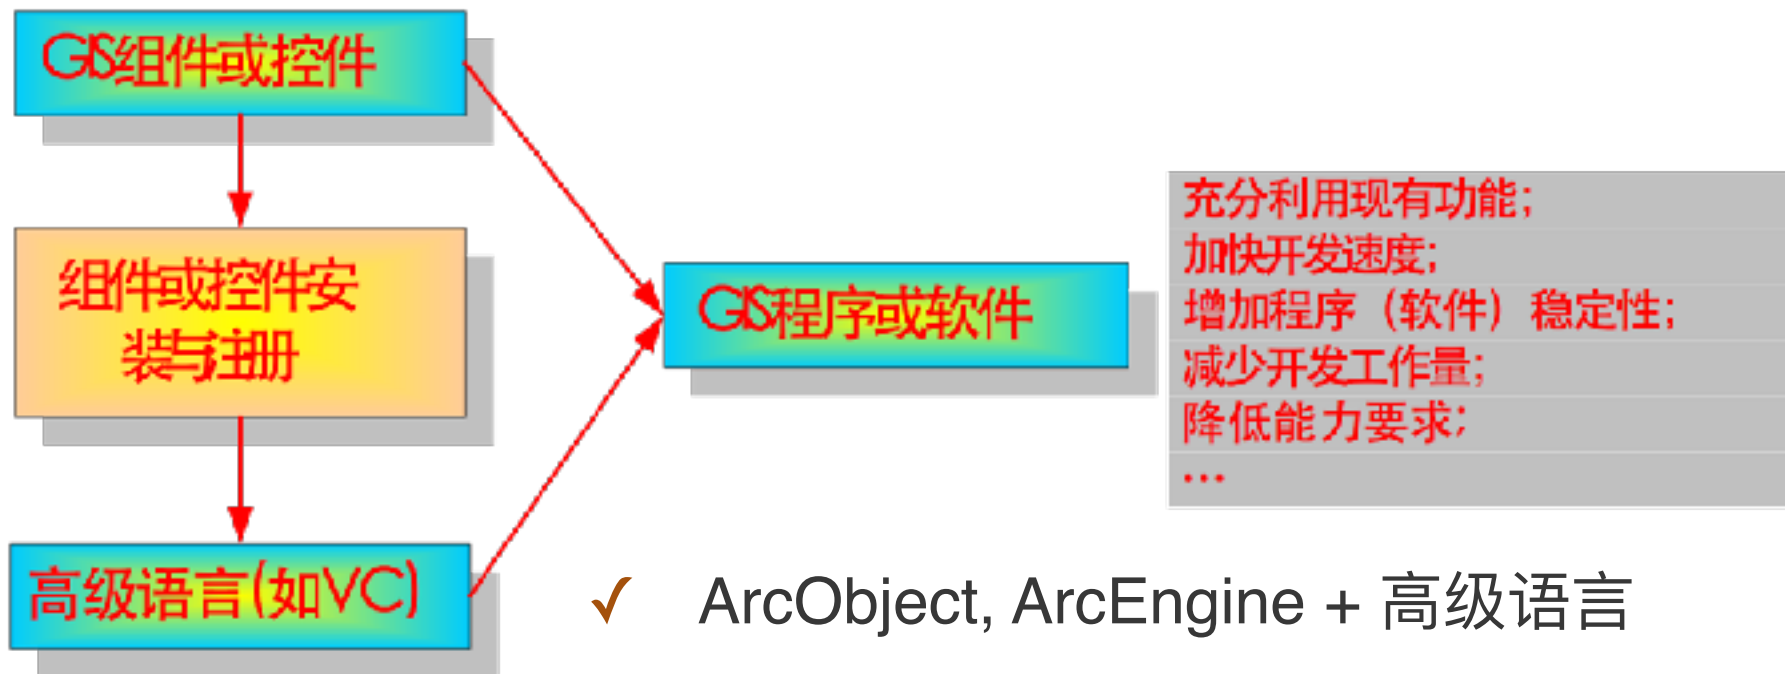 GIS组件或控件
组件或控件安
装与注册
高级语言(如VC)
GIS程序或软件
充分利用现有功能;
加快开发速度;
增加程序（软件）稳定性;
减少开发工作量;
降低能力要求;
…
✓ ArcObject, ArcEngine + 高级语言